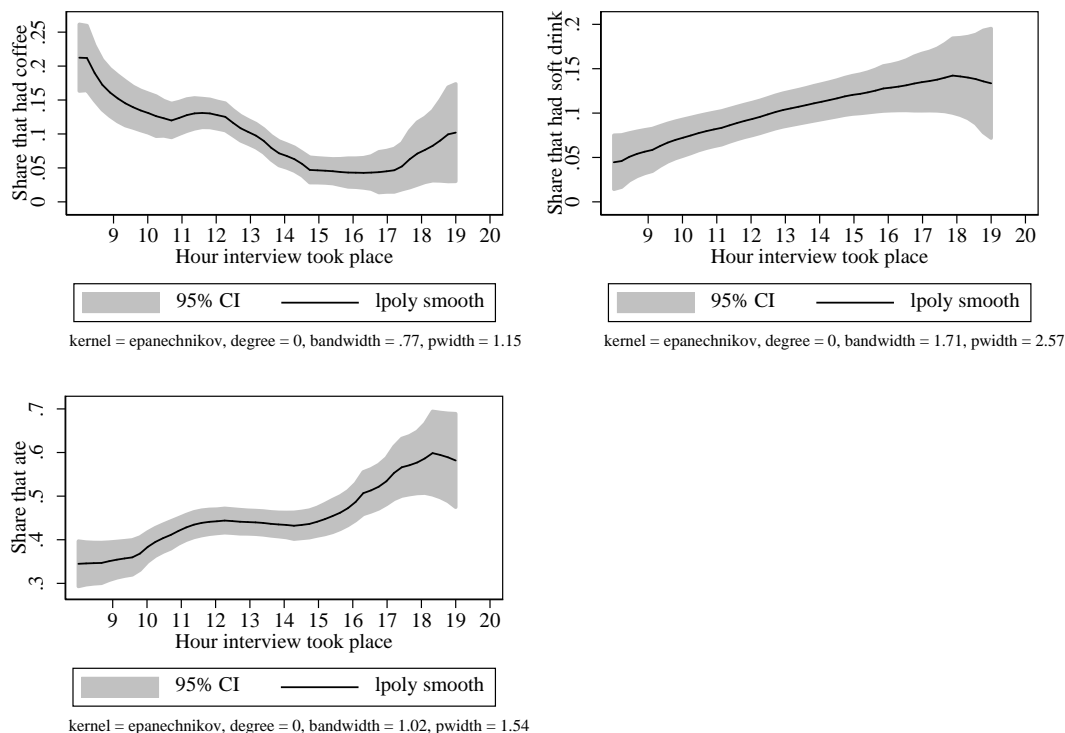 Share that had coffee
0 .05 .1 .15 .2 .25
9 10 11 12 13 14 15 16 17 18 19 20
Hour interview took place
95% CI lpoly smooth
kernel = epanechnikov, degree = 0, bandwidth = .77, pwidth = 1.15
Share that had soft drink
0 .05 .1 .15 .2
9 10 11 12 13 14 15 16 17 18 19 20
Hour interview took place
95% CI lpoly smooth
kernel = epanechnikov, degree = 0, bandwidth = 1.71, pwidth = 2.57
Share that ate
.3 .4 .5 .6 .7
9 10 11 12 13 14 15 16 17 18 19 20
Hour interview took place
95% CI lpoly smooth
kernel = epanechnikov, degree = 0, bandwidth = 1.02, pwidth = 1.54